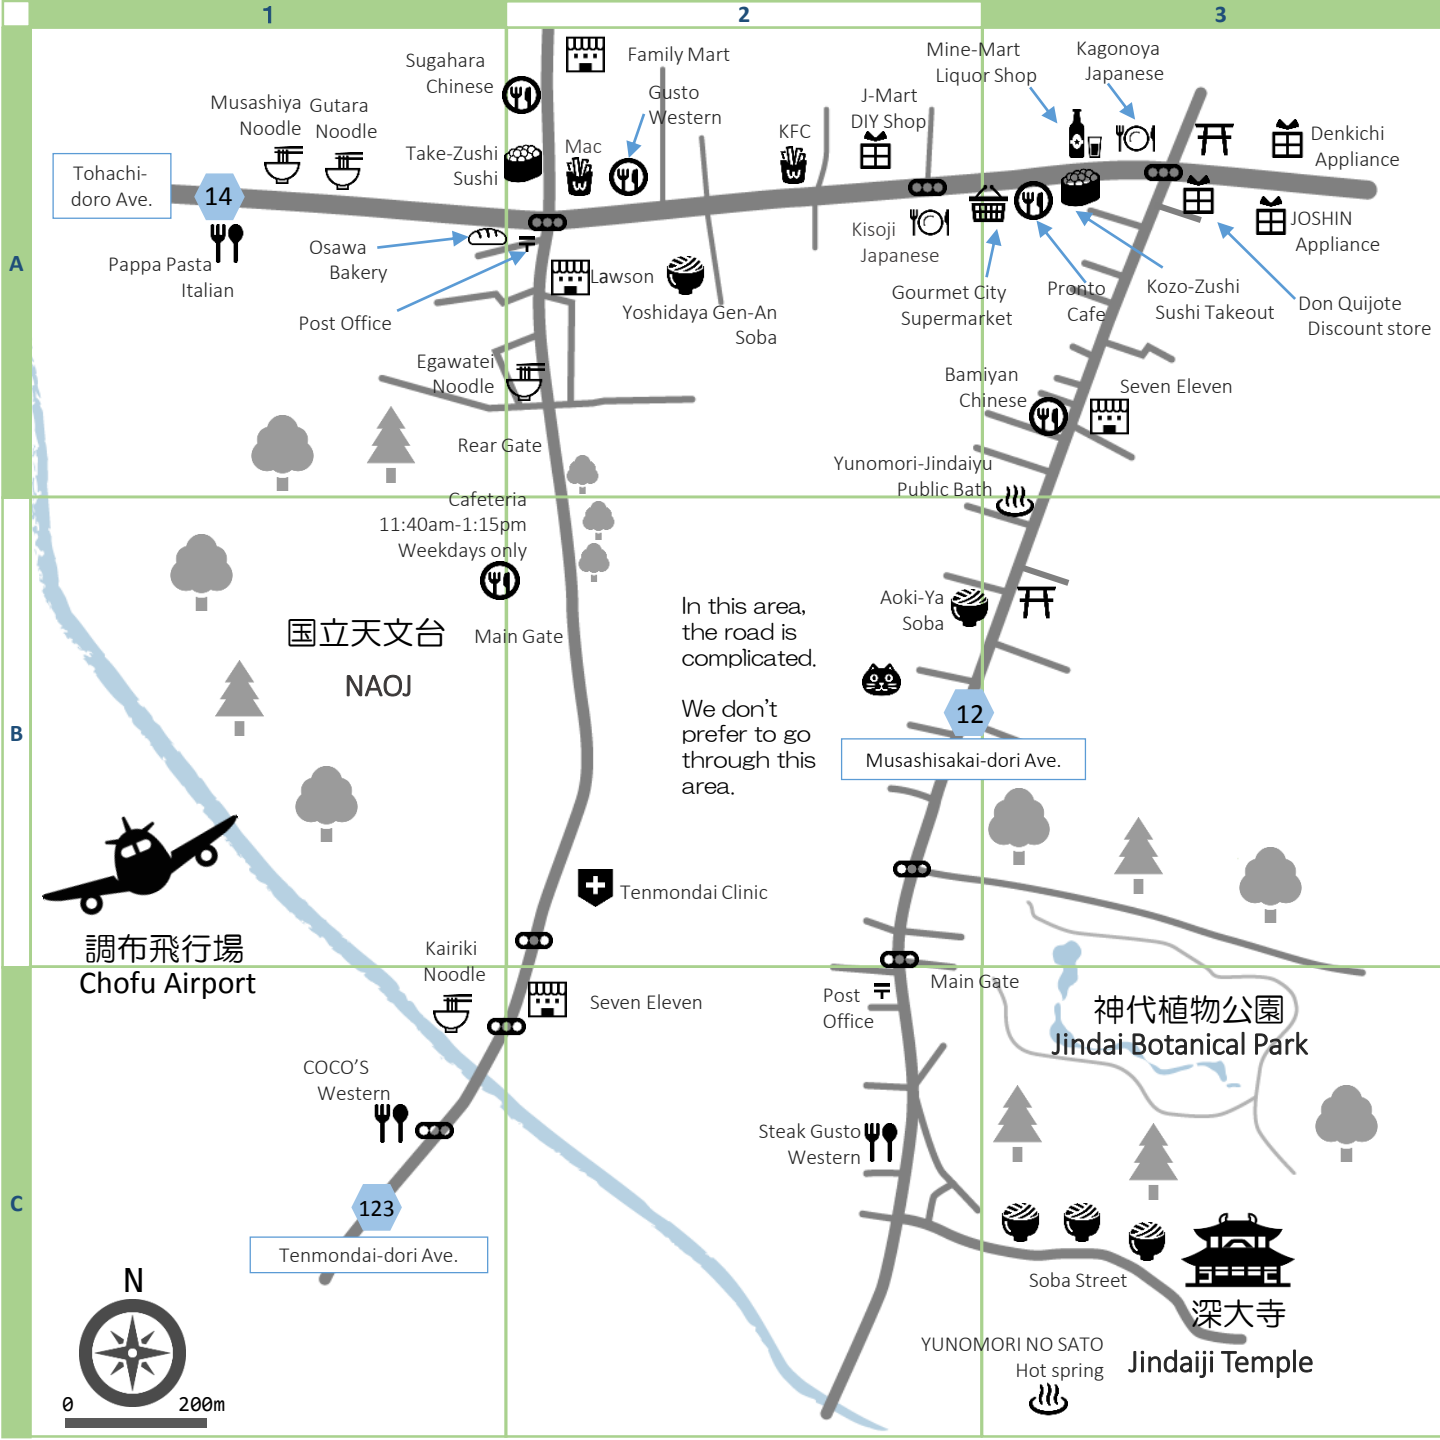 1
2
3
A
B
C
Sugahara
Chinese
Family Mart
Gusto
Western
Mine-Mart
Liquor Shop
Kagonoya
Japanese
Musashiya
Noodle
Gutara
Noodle
J-Mart
DIY Shop
KFC
Denkichi
Appliance
Take-Zushi
Sushi
Mac
Tohachi-
doro Ave.
14
JOSHIN
Appliance
Osawa
Bakery
Pappa Pasta
Italian
Post Office
Lawson
Yoshidaya Gen-An
Soba
Kisoji
Japanese
Gourmet City
Supermarket
Pronto
Cafe
Kozo-Zushi
Sushi Takeout
Don Quijote
Discount store
Egawatei
Noodle
Bamiyan
Chinese
Seven Eleven
Rear Gate
Yunomori-Jindaiyu
Public Bath
Cafeteria
11:40am-1:15pm
Weekdays only
Main Gate
国立天文台
NAOJ
In this area,
the road is
complicated.
We don't
prefer to go
through this
area.
Aoki-Ya
Soba
12
Musashisakai-dori Ave.
Tenmondai Clinic
調布飛行場
Chofu Airport
Kairiki
Noodle
Seven Eleven
Post
Office
Main Gate
神代植物公園
Jindai Botanical Park
COCO'S
Western
Steak Gusto
Western
123
Tenmondai-dori Ave.
Soba Street
深大寺
Jindaiji Temple
YUNOMORI NO SATO
Hot spring
N
0
200m